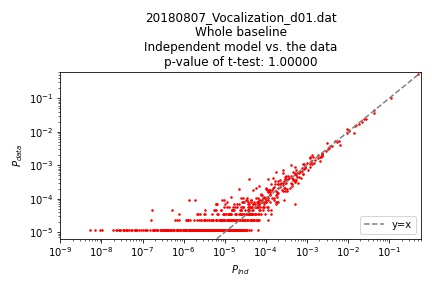 20180807_Vocalization_d01.dat
Whole baseline
Independent model vs. the data
p-value of t-test: 1.00000
P_data
10⁻¹
10⁻²
10⁻³
10⁻⁴
10⁻⁵
y=x
10⁻⁹ 10⁻⁸ 10⁻⁷ 10⁻⁶ 10⁻⁵ 10⁻⁴ 10⁻³ 10⁻² 10⁻¹
P_ind